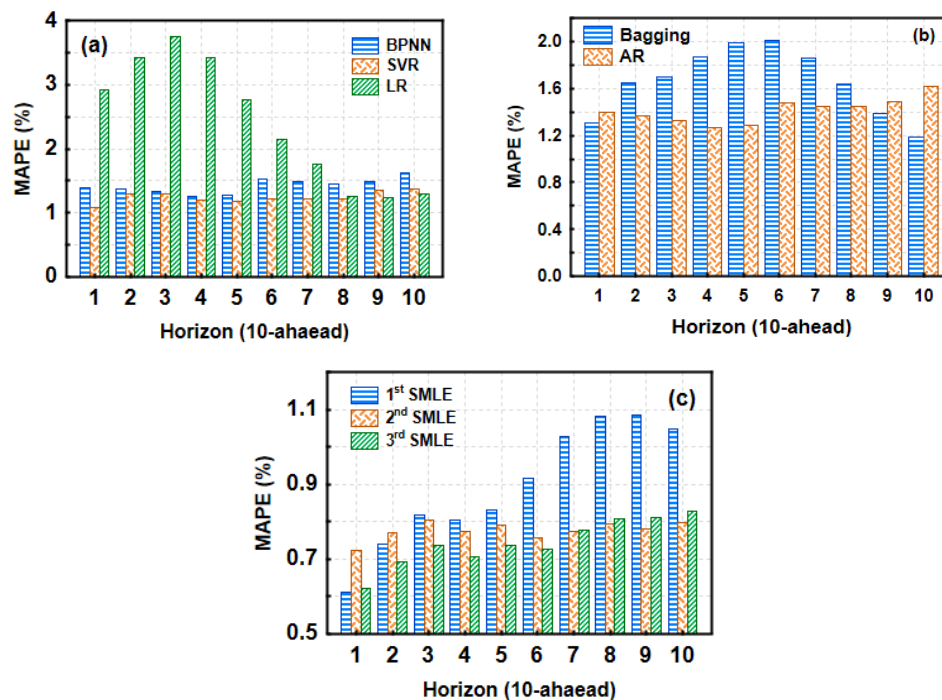 (a)
BPNN
SVR
LR
MAPE (%)
4
3
2
1
0
1 2 3 4 5 6 7 8 9 10
Horizon (10-ahaead)
(b)
Bagging
AR
MAPE (%)
2.0
1.6
1.2
0.8
0.4
0.0
1 2 3 4 5 6 7 8 9 10
Horizon (10-ahead)
(c)
1st SMLE
2nd SMLE
3rd SMLE
MAPE (%)
1.1
0.9
0.7
0.5
1 2 3 4 5 6 7 8 9 10
Horizon (10-ahaead)